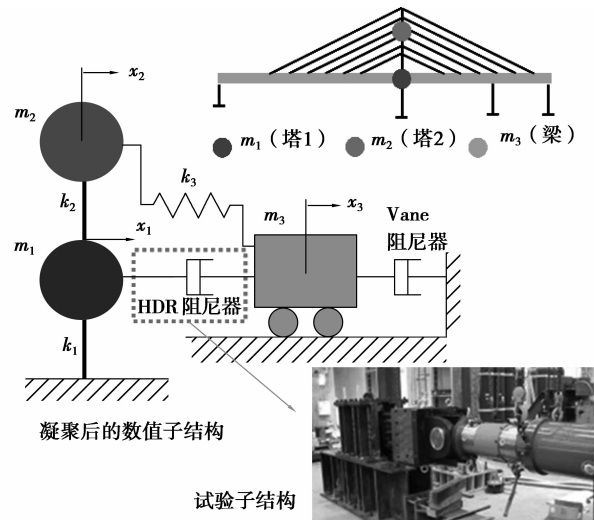 x₂
m₂
m₁（塔1）
m₂（塔2）
m₃（梁）
k₃
k₂
x₁
m₃
x₃
Vane
阻尼器
m₁
HDR 阻尼器
k₁
凝聚后的数值子结构
试验子结构